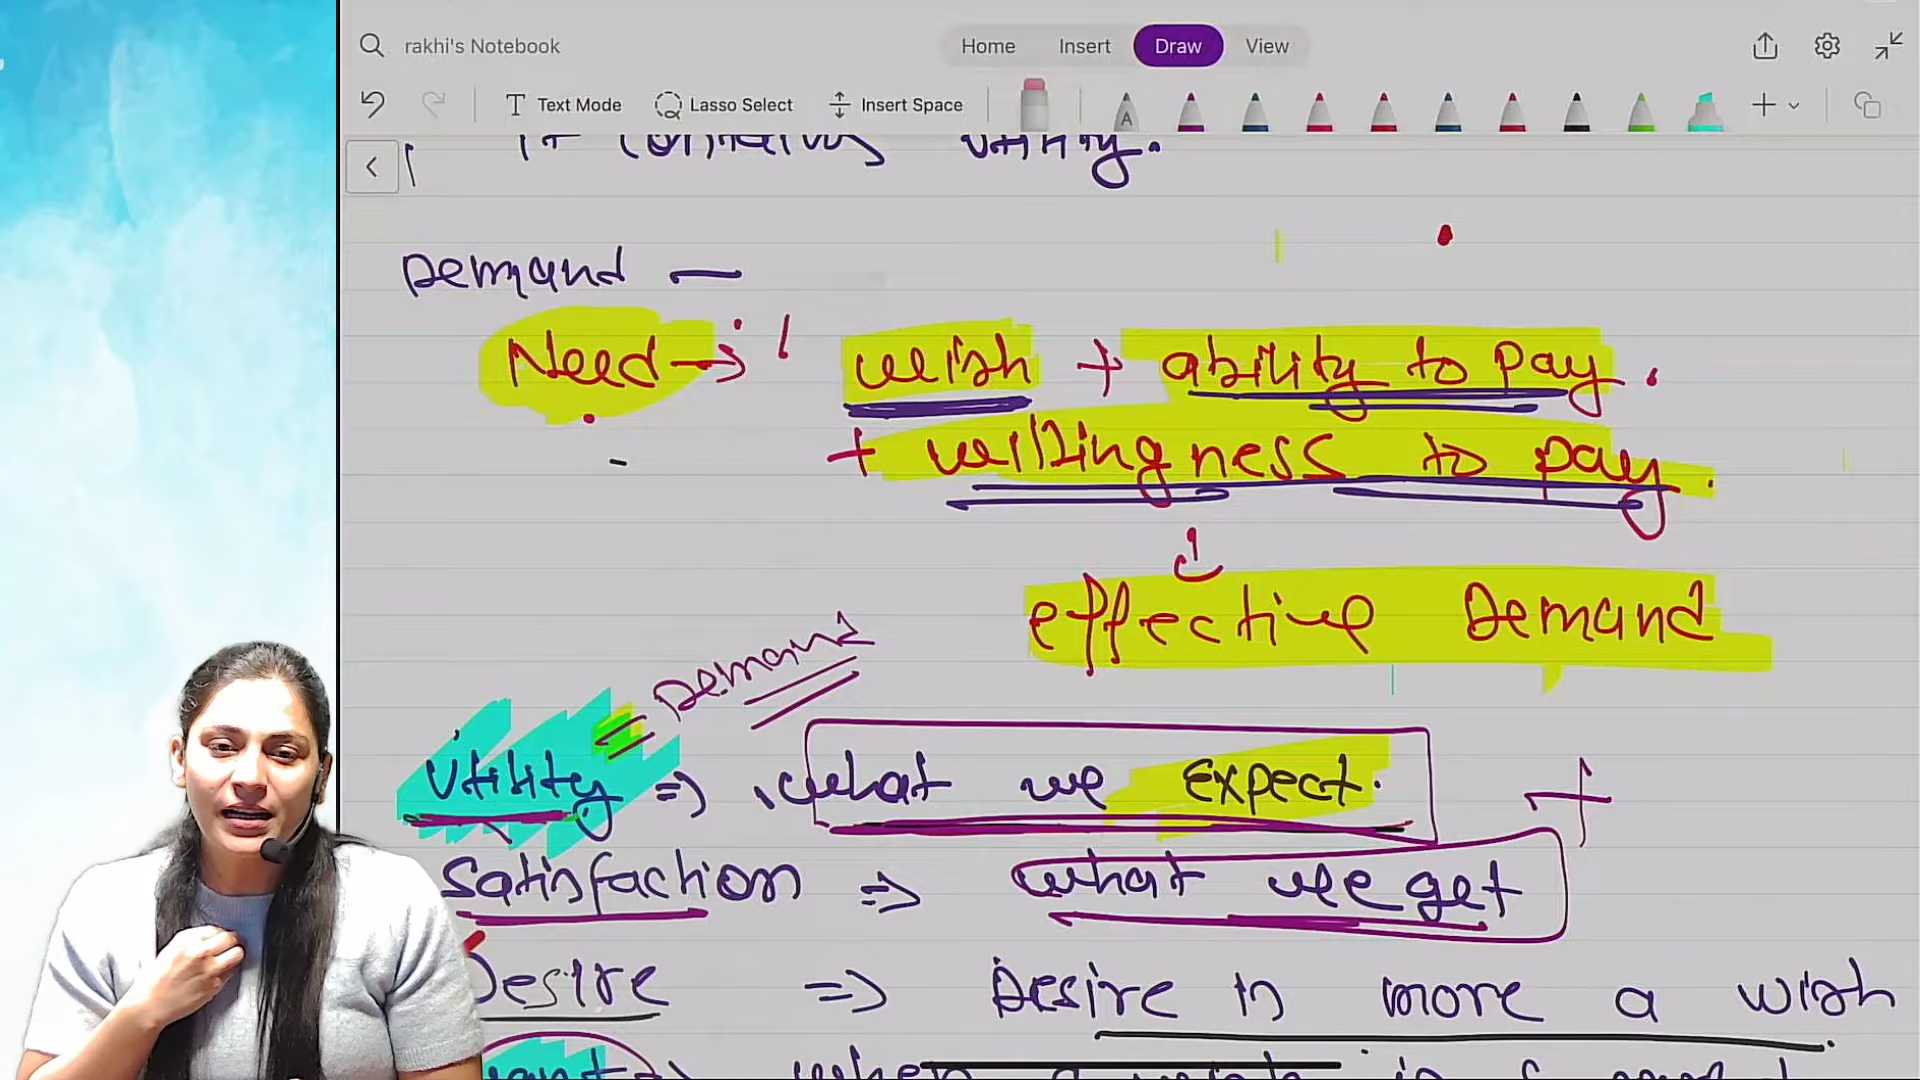 rakhi's Notebook Home Insert Draw View
Text Mode Lasso Select Insert Space A
utility.
Demand —
Need → wish + ability to pay.
+ willingness to pay.
effective Demand
Demand
Utility ⇒ what we expect.
Satisfaction ⇒ what we get
Desire ⇒ Desire is more a wish